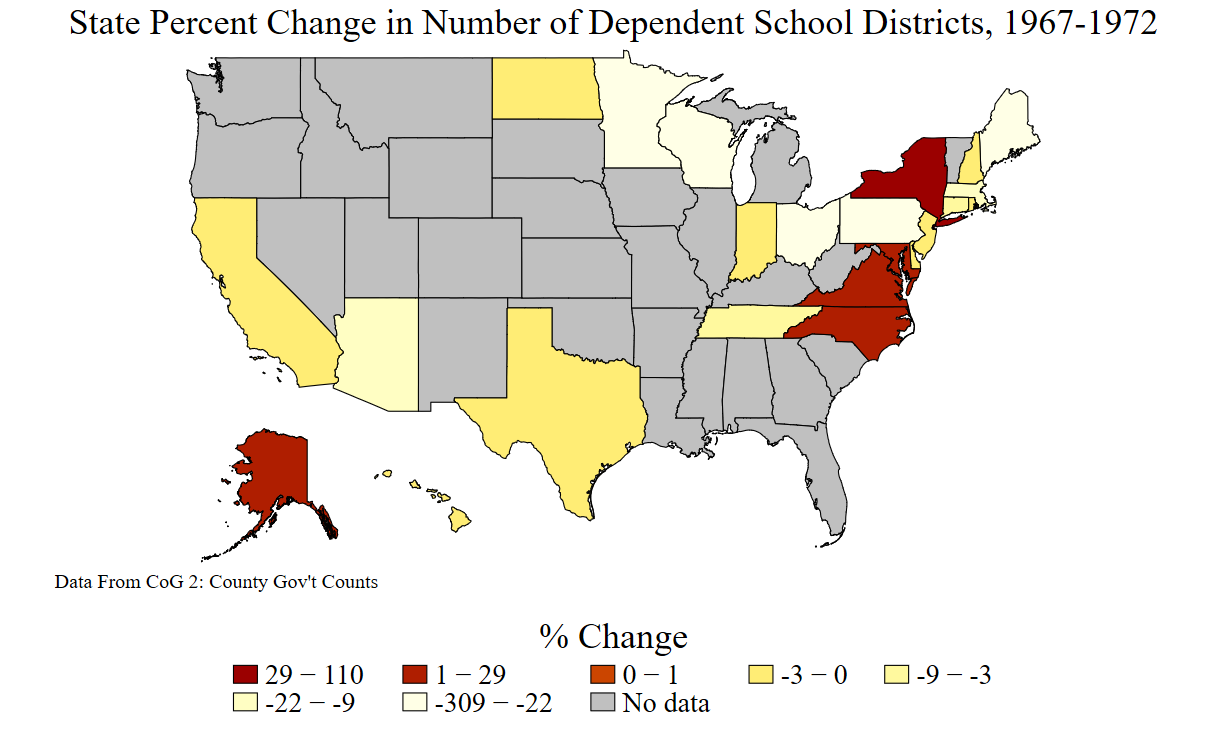 State Percent Change in Number of Dependent School Districts, 1967-1972
Data From CoG 2: County Gov't Counts
% Change
29 − 110 1 − 29 0 − 1 -3 − 0 -9 − -3
-22 − -9 -309 − -22 No data